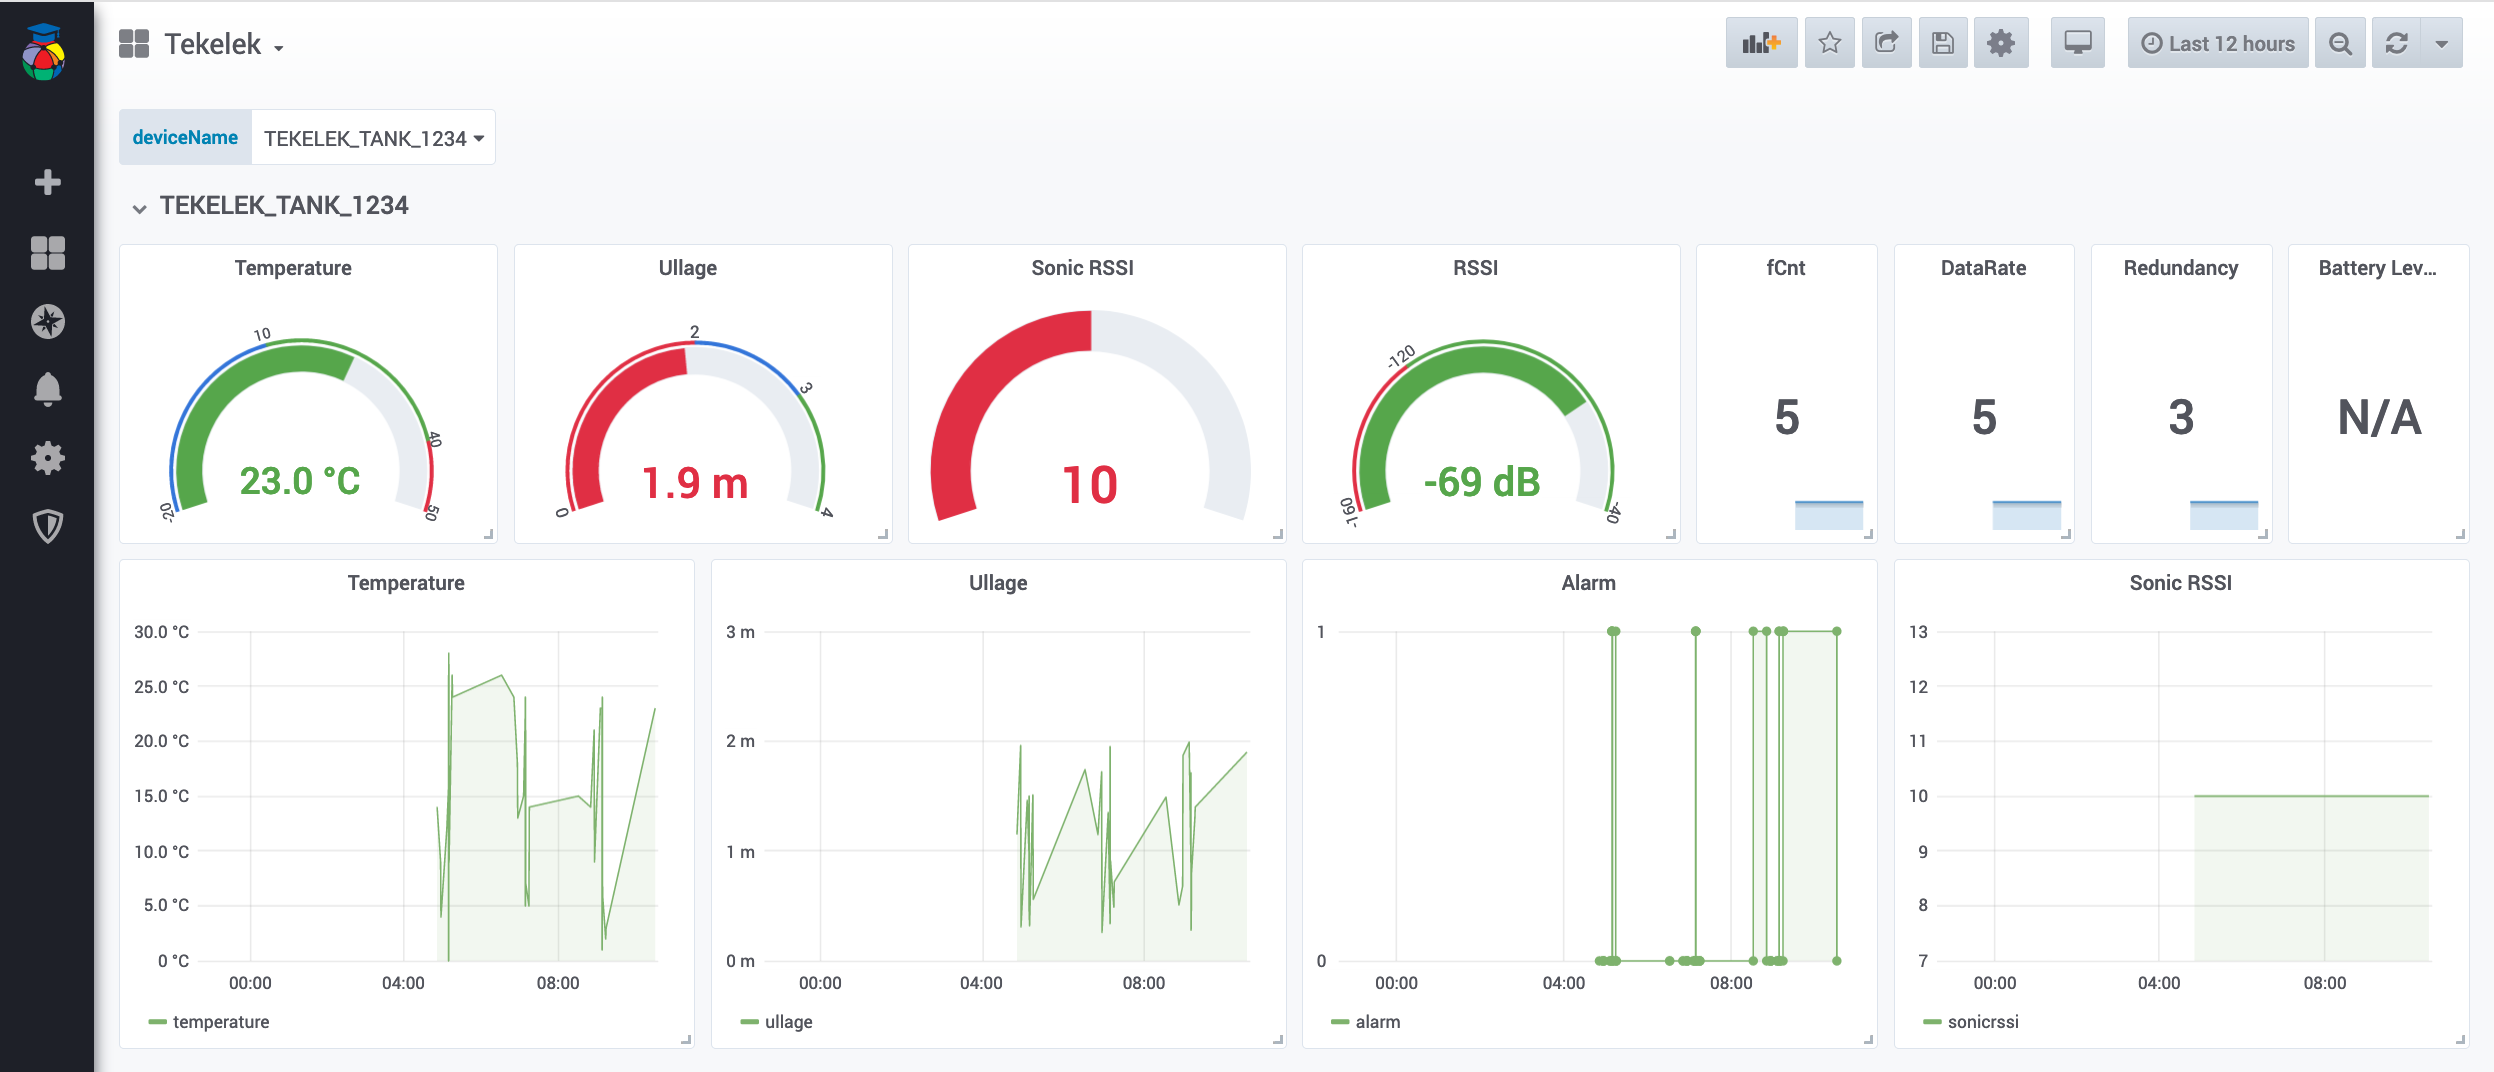 Tekelek
Last 12 hours
deviceName TEKELEK_TANK_1234
TEKELEK_TANK_1234
Temperature
-20
10
40
50
23.0 °C
Ullage
0
2
3
4
1.9 m
Sonic RSSI
10
RSSI
-160
-120
-40
-69 dB
fCnt
5
DataRate
5
Redundancy
3
Battery Lev...
N/A
Temperature
30.0 °C
25.0 °C
20.0 °C
15.0 °C
10.0 °C
5.0 °C
0 °C
00:00 04:00 08:00
temperature
Ullage
3 m
2 m
1 m
0 m
00:00 04:00 08:00
ullage
Alarm
1
0
00:00 04:00 08:00
alarm
Sonic RSSI
13
12
11
10
9
8
7
00:00 04:00 08:00
sonicrssi